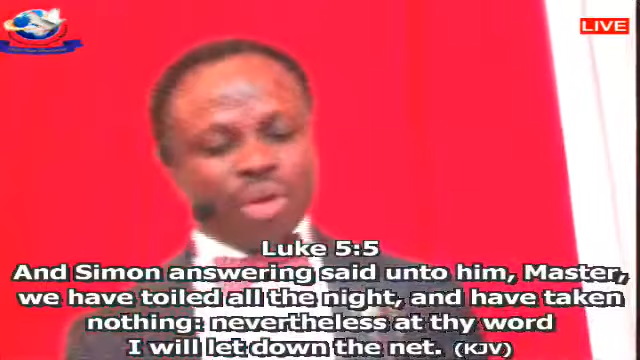 LIVE
Luke 5:5
And Simon answering said unto him, Master,
we have toiled all the night, and have taken
nothing: nevertheless at thy word
I will let down the net. (KJV)